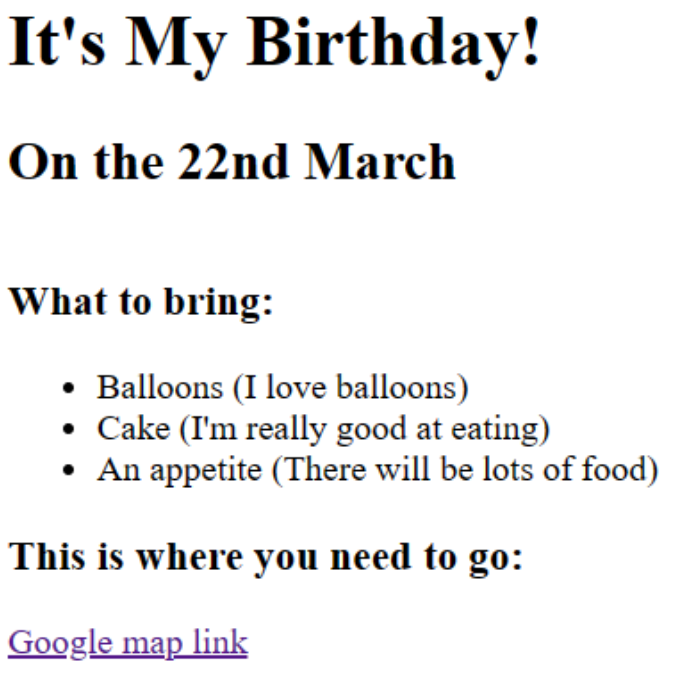 It's My Birthday!
On the 22nd March
What to bring:
Balloons (I love balloons)
Cake (I'm really good at eating)
An appetite (There will be lots of food)
This is where you need to go:
Google map link